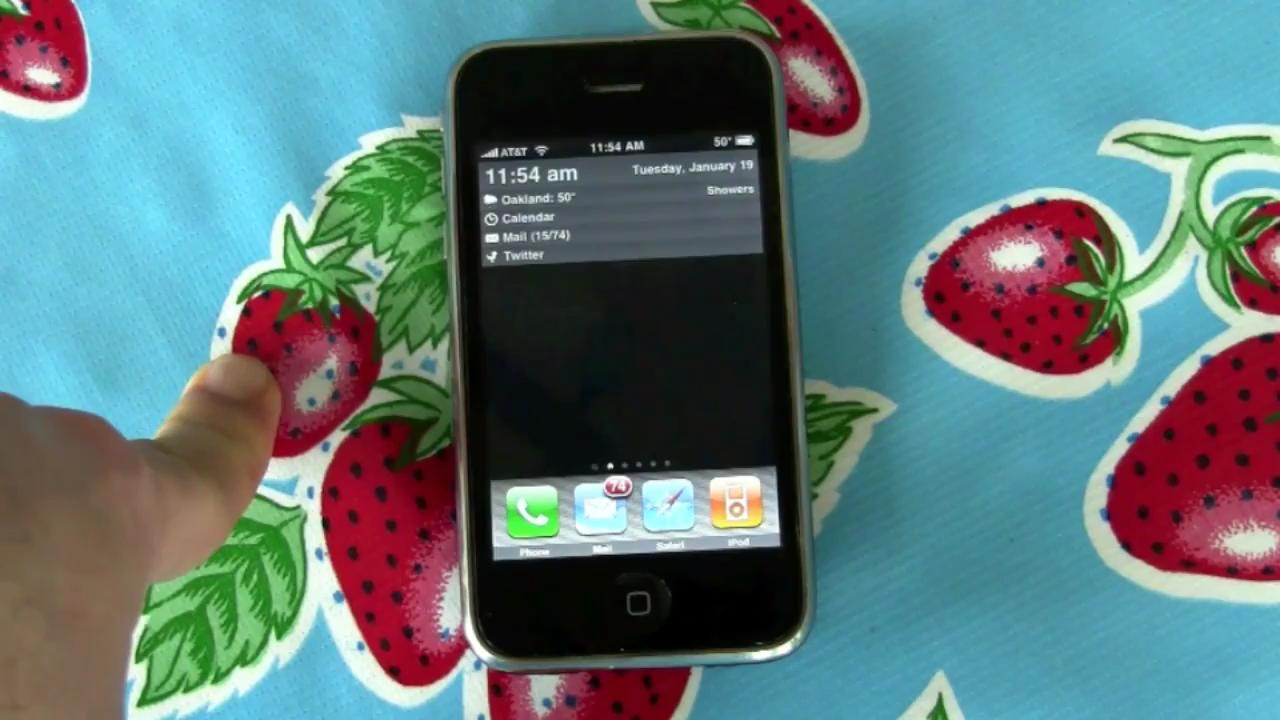 AT&T 11:54 AM 50°
11:54 am Tuesday, January 19
Oakland: 50° Showers
Calendar
Mail (15/74)
Twitter
74
Phone Mail Safari iPod